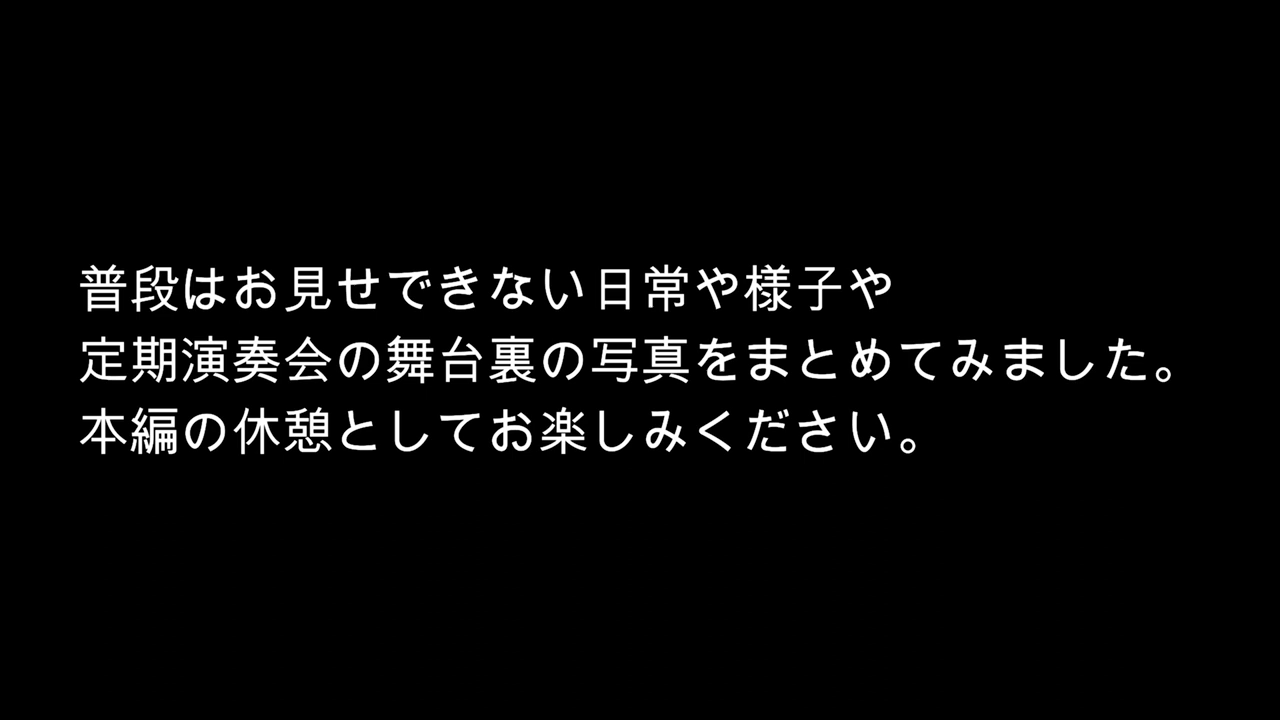 普段はお見せできない日常や様子や
定期演奏会の舞台裏の写真をまとめてみました。
本編の休憩としてお楽しみください。